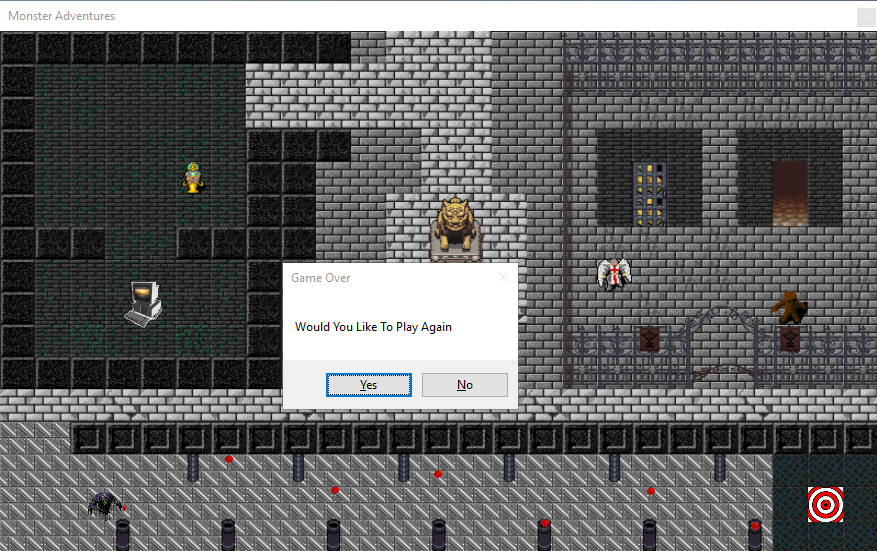 Monster Adventures
Game Over
Would You Like To Play Again
Yes
No